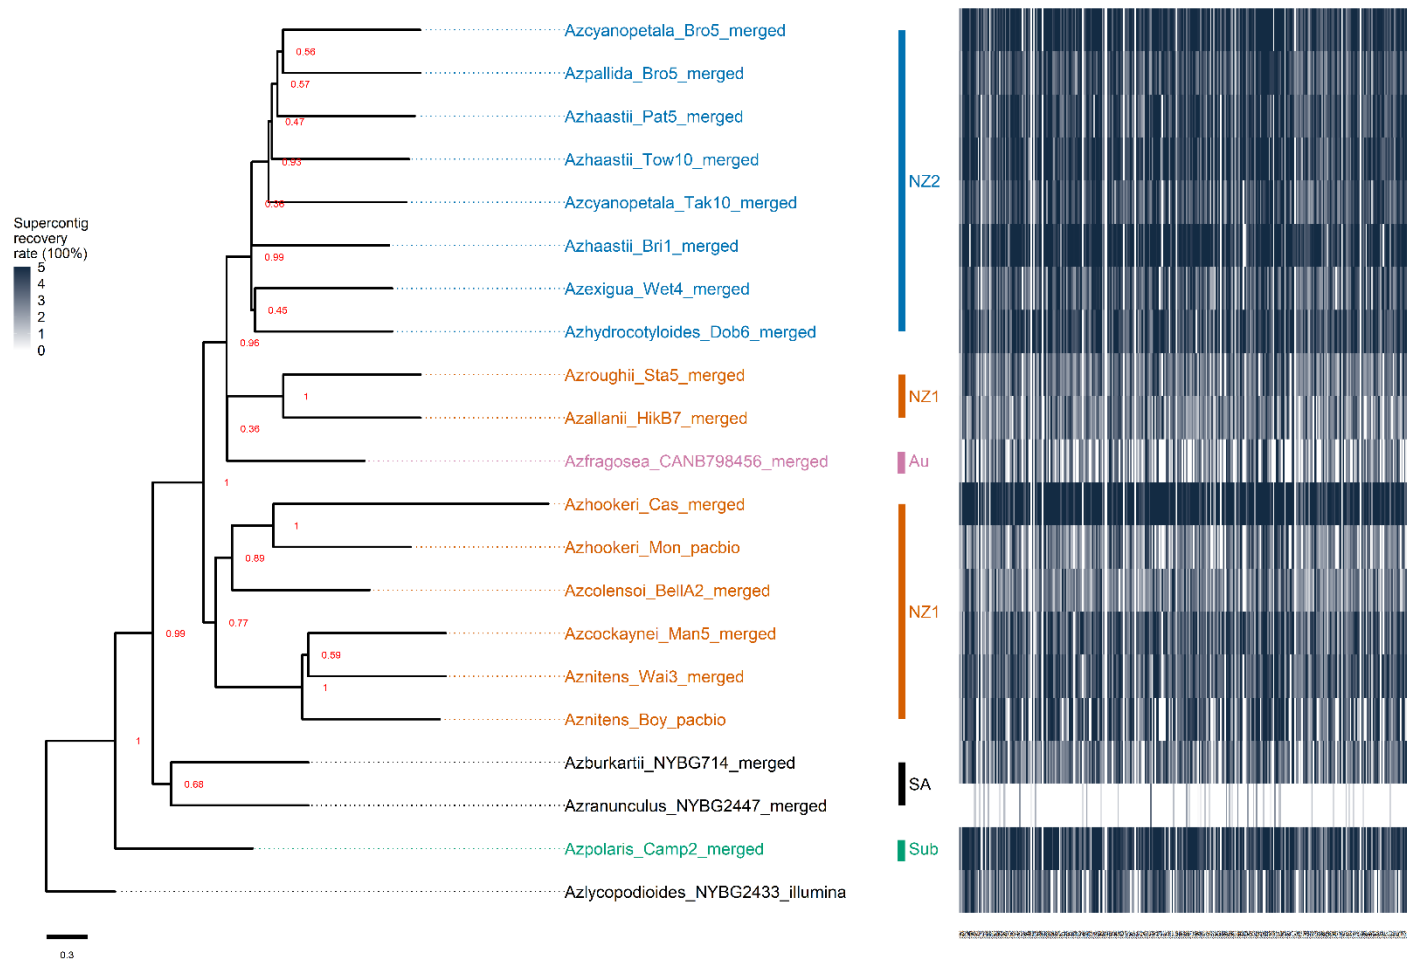 Azcyanopetala_Bro5_merged
0.56
Azpallida_Bro5_merged
0.57
Azhaastii_Pat5_merged
0.47
Azhaastii_Tow10_merged
0.93
NZ2
Azcyanopetala_Tak10_merged
0.36
Supercontig
recovery
rate (100%)
5
4
3
2
1
0
Azhaastii_Bri1_merged
0.99
Azexigua_Wet4_merged
0.45
Azhydrocotyloides_Dob6_merged
0.96
Azroughii_Sta5_merged
1
NZ1
Azallanii_HikB7_merged
0.36
Azfragosea_CANB798456_merged
Au
1
Azhookeri_Cas_merged
1
Azhookeri_Mon_pacbio
0.89
Azcolensoi_BellA2_merged
NZ1
0.77
0.99
Azcockaynei_Man5_merged
0.59
Aznitens_Wai3_merged
1
Aznitens_Boy_pacbio
1
Azburkartii_NYBG714_merged
0.68
SA
Azranunculus_NYBG2447_merged
Azpolaris_Camp2_merged
Sub
Azlycopodioides_NYBG2433_illumina
0.3